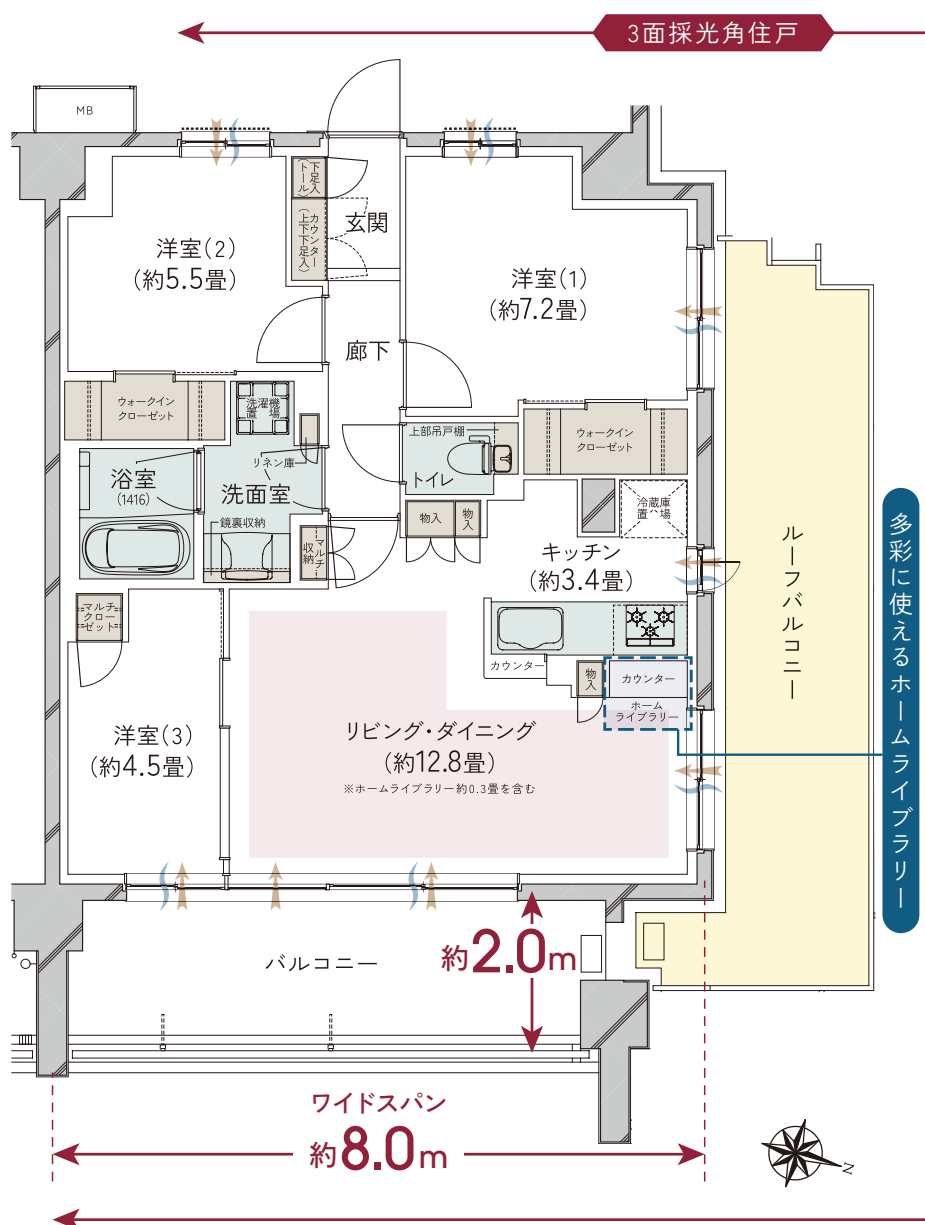 3面採光角住戸
MB
下足入
(トール)
カウンター
(上下下足入)
玄関
洋室(2)
(約5.5畳)
洋室(1)
(約7.2畳)
廊下
ウォークイン
クローゼット
洗濯機
置場
リネン庫
上部吊戸棚
トイレ
ウォークイン
クローゼット
浴室
(1416)
洗面室
鏡裏収納
マルチ
収納
物入
物入
冷蔵庫
置場
キッチン
(約3.4畳)
マルチ
クロー
ゼット
カウンター
物入
カウンター
ホーム
ライブラリー
洋室(3)
(約4.5畳)
リビング・ダイニング
(約12.8畳)
※ホームライブラリー約0.3畳を含む
ルーフバルコニー
多彩に使えるホームライブラリー
バルコニー
約2.0m
ワイドスパン
約8.0m
N